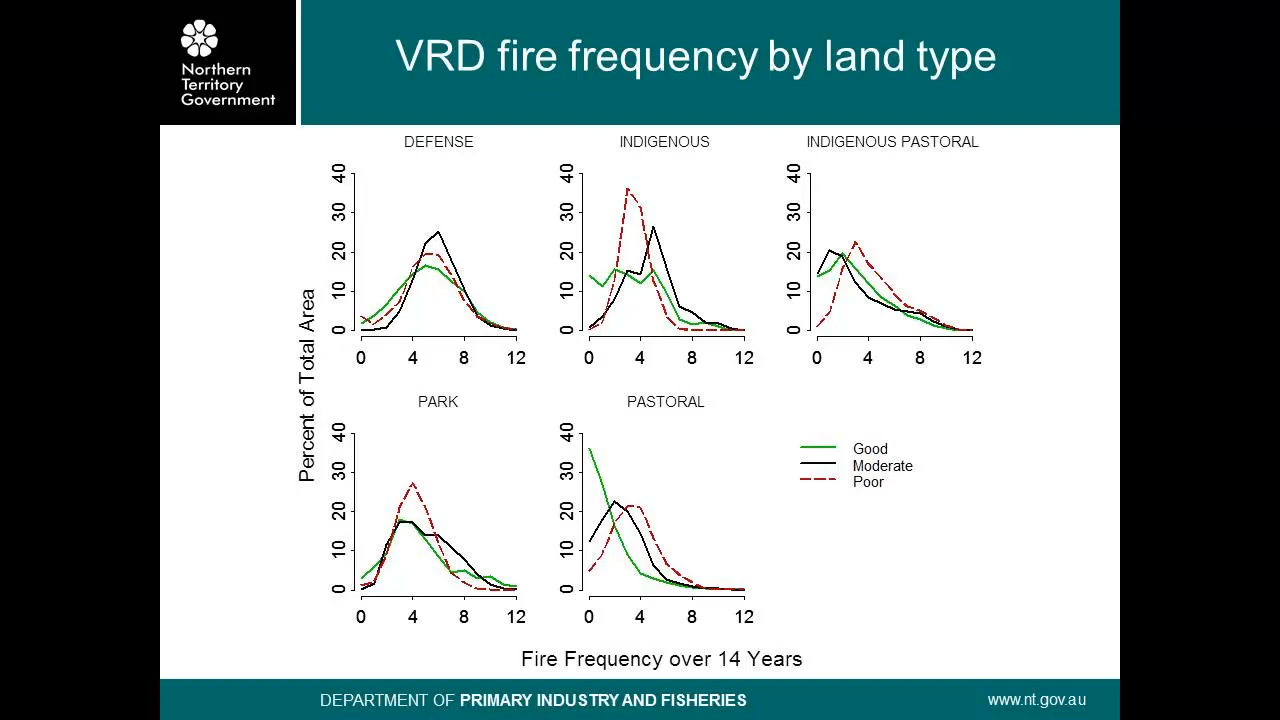 Northern
Territory
Government
VRD fire frequency by land type
DEFENSE
INDIGENOUS
INDIGENOUS PASTORAL
40
30
20
10
0
0 4 8 12
40
30
20
10
0
0 4 8 12
40
30
20
10
0
0 4 8 12
Percent of Total Area
PARK
PASTORAL
40
30
20
10
0
0 4 8 12
40
30
20
10
0
0 4 8 12
Good
Moderate
Poor
Fire Frequency over 14 Years
DEPARTMENT OF PRIMARY INDUSTRY AND FISHERIES
www.nt.gov.au